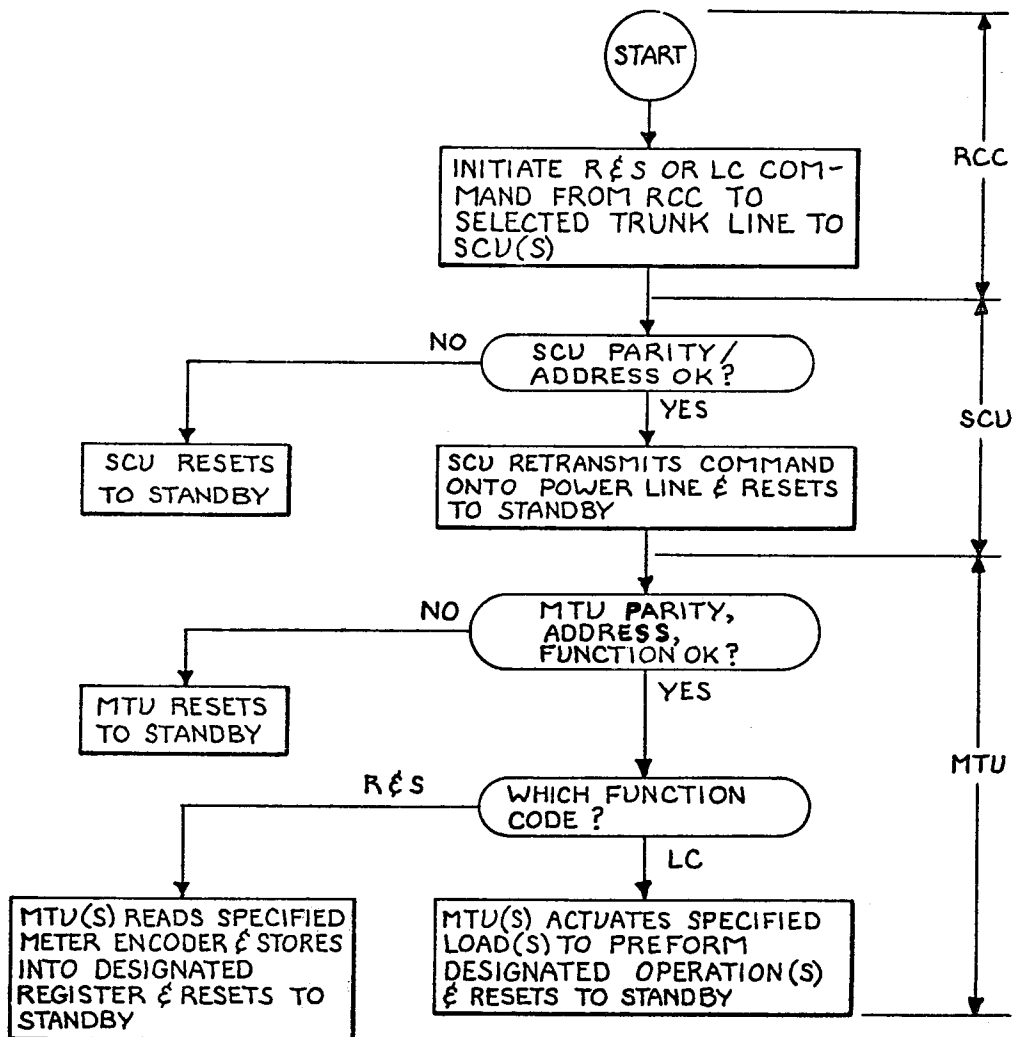 START
RCC
INITIATE R&S OR LC COM-
MAND FROM RCC TO
SELECTED TRUNK LINE TO
SCU(S)
NO
SCU PARITY/
ADDRESS OK?
YES
SCU
SCU RESETS
TO STANDBY
SCU RETRANSMITS COMMAND
ONTO POWER LINE & RESETS
TO STANDBY
NO
MTU PARITY,
ADDRESS,
FUNCTION OK?
YES
MTU RESETS
TO STANDBY
MTU
R&S
WHICH FUNCTION
CODE?
LC
MTU(S) READS SPECIFIED
METER ENCODER & STORES
INTO DESIGNATED
REGISTER & RESETS TO
STANDBY
MTU(S) ACTUATES SPECIFIED
LOAD(S) TO PREFORM
DESIGNATED OPERATION(S)
& RESETS TO STANDBY